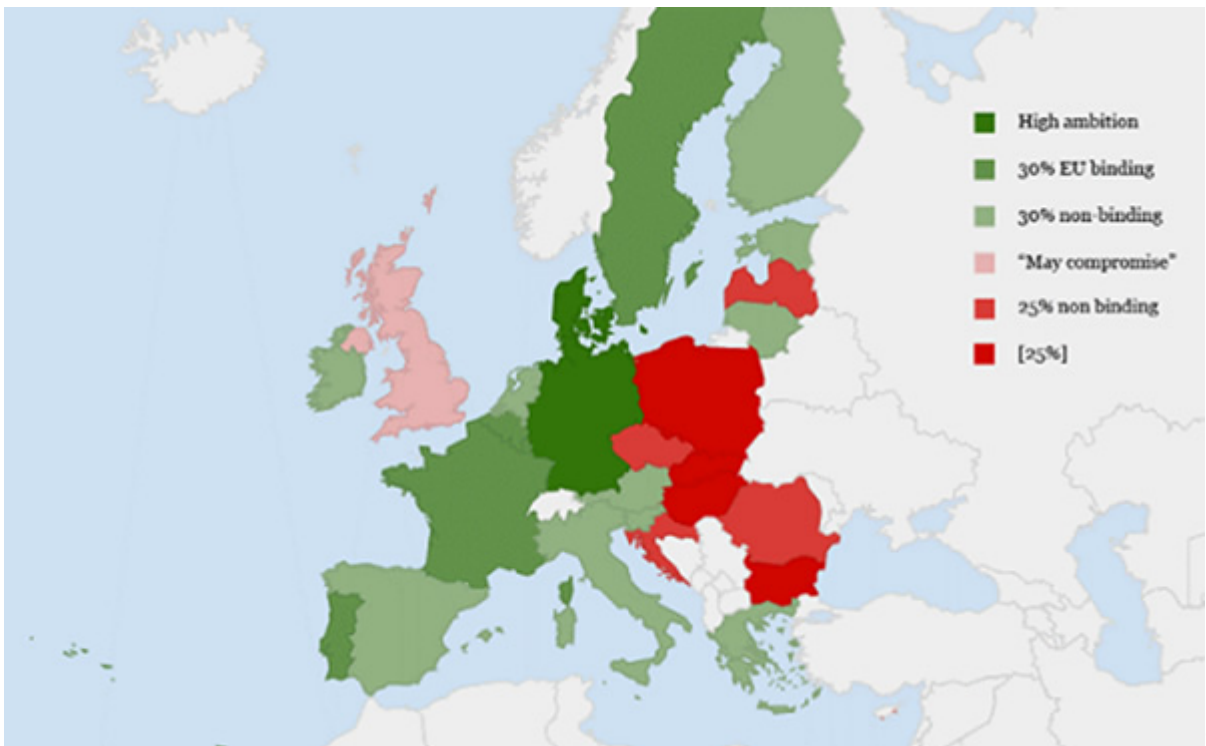 High ambition
30% EU binding
30% non-binding
“May compromise”
25% non binding
[25%]